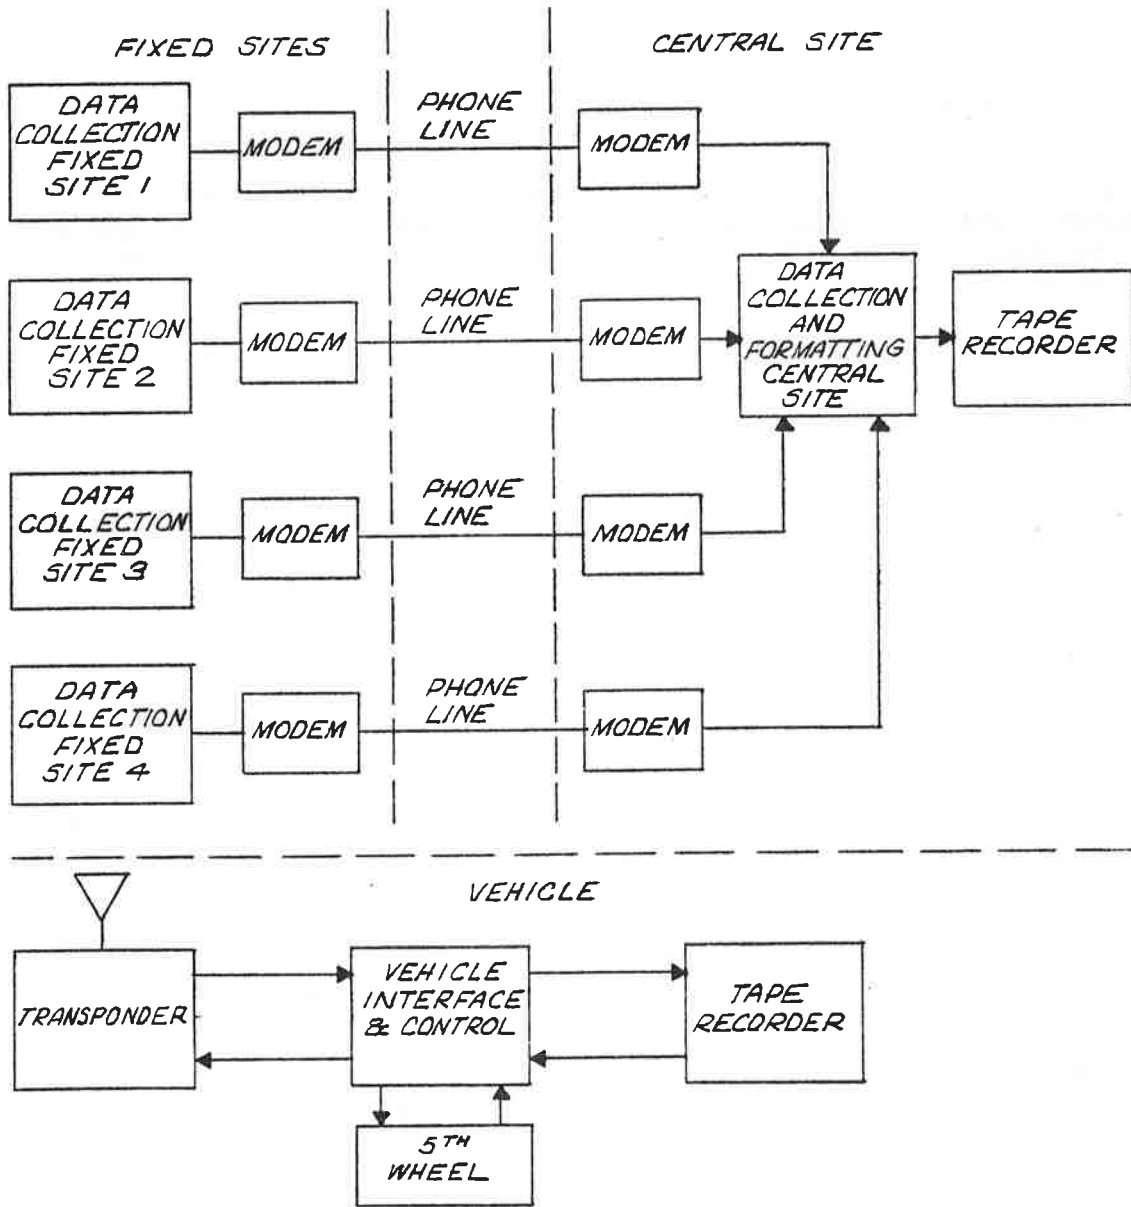 FIXED SITES
CENTRAL SITE
DATA
COLLECTION
FIXED
SITE 1
MODEM
PHONE
LINE
MODEM
DATA
COLLECTION
FIXED
SITE 2
MODEM
PHONE
LINE
MODEM
DATA
COLLECTION
AND
FORMATTING
CENTRAL
SITE
TAPE
RECORDER
DATA
COLLECTION
FIXED
SITE 3
MODEM
PHONE
LINE
MODEM
DATA
COLLECTION
FIXED
SITE 4
MODEM
PHONE
LINE
MODEM
VEHICLE
TRANSPONDER
VEHICLE
INTERFACE
& CONTROL
TAPE
RECORDER
5TH
WHEEL